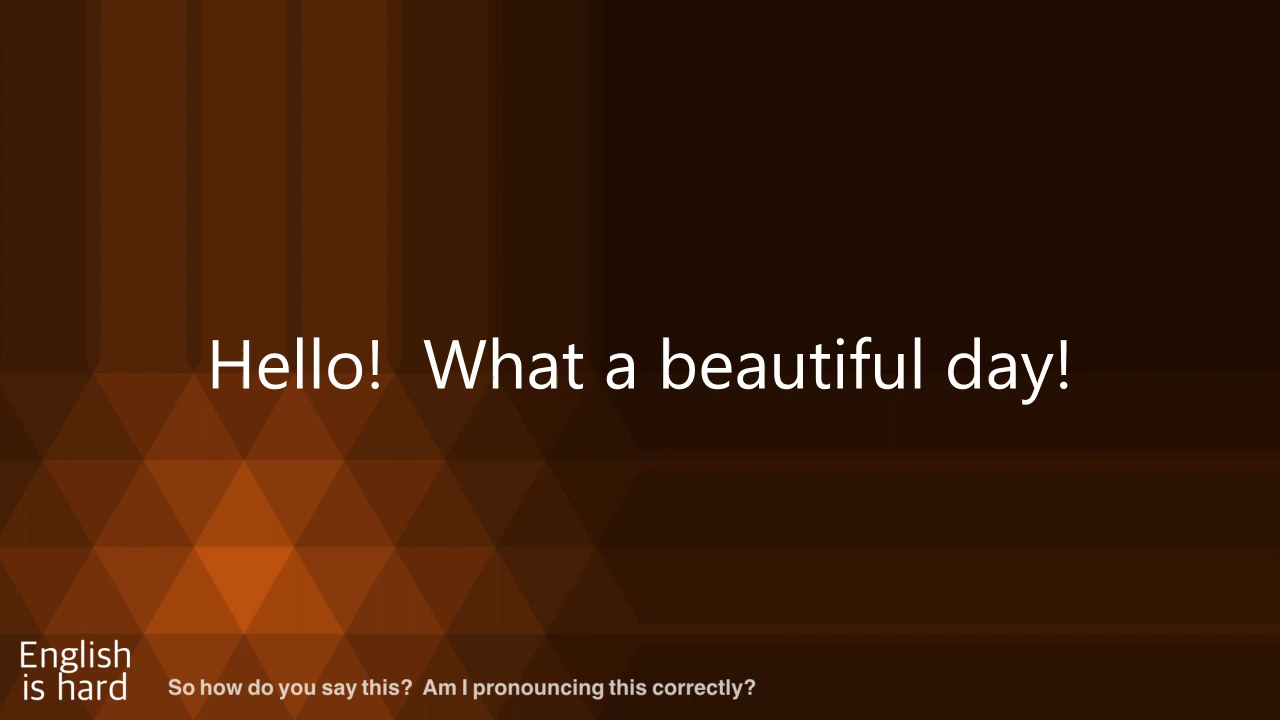 Hello!  What a beautiful day!
English
is hard
So how do you say this?  Am I pronouncing this correctly?